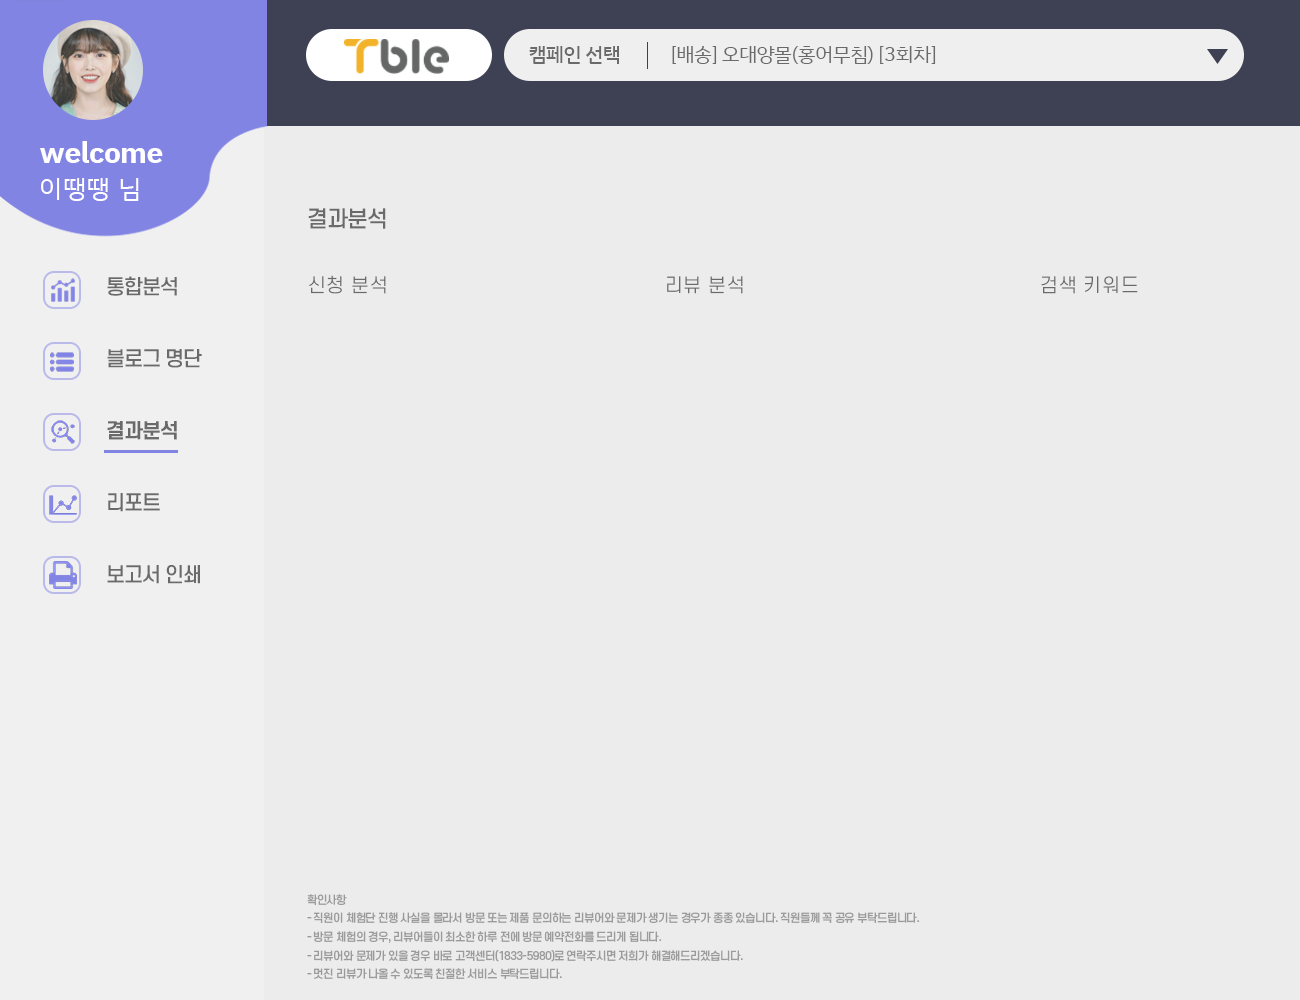 Tble
캠페인 선택
[배송] 오대양몰(홍어무침) [3회차]
welcome
이땡땡 님
통합분석
블로그 명단
결과분석
리포트
보고서 인쇄
결과분석
신청 분석
리뷰 분석
검색 키워드
확인사항
- 직원이 체험단 진행 사실을 몰라서 방문 또는 제품 문의하는 리뷰어와 문제가 생기는 경우가 종종 있습니다. 직원들께 꼭 공유 부탁드립니다.
- 방문 체험의 경우, 리뷰어들이 최소한 하루 전에 방문 예약전화를 드리게 됩니다.
- 리뷰어와 문제가 있을 경우 바로 고객센터(1833-5980)로 연락주시면 저희가 해결해드리겠습니다.
- 멋진 리뷰가 나올 수 있도록 친절한 서비스 부탁드립니다.